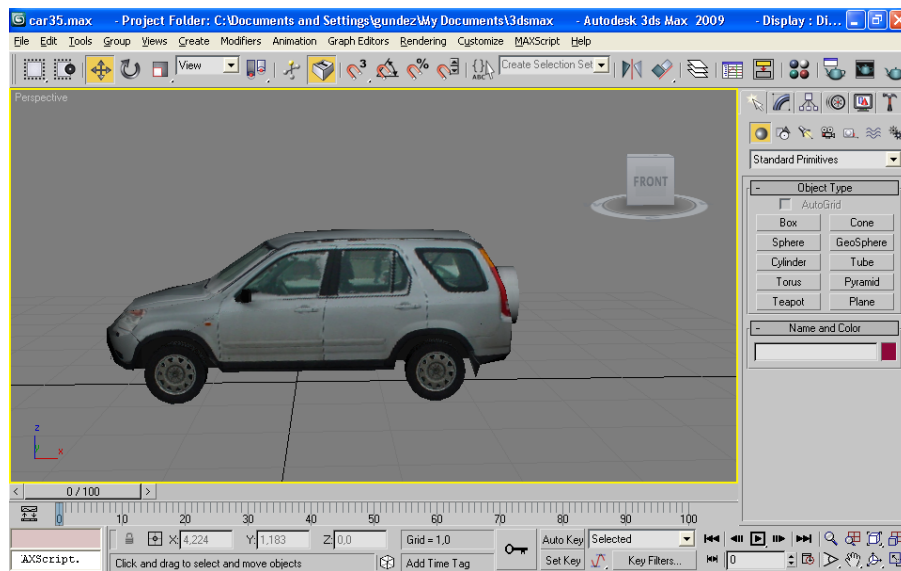 car35.max - Project Folder: C:\Documents and Settings\gundez\My Documents\3dsmax - Autodesk 3ds Max 2009 - Display : Di...
File Edit Tools Group Views Create Modifiers Animation Graph Editors Rendering Customize MAXScript Help
View 3 % ABC Create Selection Set
Perspective
FRONT
Standard Primitives
- Object Type
AutoGrid
Box Cone
Sphere GeoSphere
Cylinder Tube
Torus Pyramid
Teapot Plane
- Name and Color
z
y
x
< 0 / 100 >
0 10 20 30 40 50 60 70 80 90 100
X: 4,224 Y: 1,183 Z: 0,0 Grid = 1,0 Auto Key Selected
'AXScript. Click and drag to select and move objects Add Time Tag Set Key Key Filters... 0